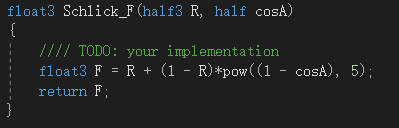 float3 Schlick_F(half3 R, half cosA)
{
//// TODO: your implementation
float3 F = R + (1 - R)*pow((1 - cosA), 5);
return F;
}